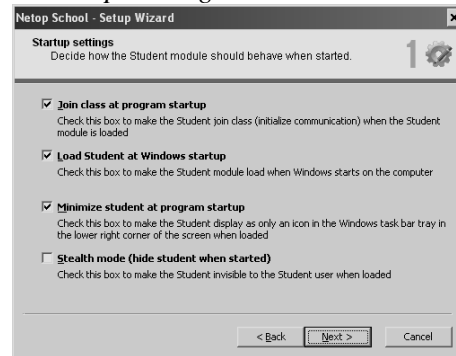 Netop School - Setup Wizard
Startup settings
Decide how the Student module should behave when started.
1
Join class at program startup
Check this box to make the Student join class (initialize communication) when the Student
module is loaded
Load Student at Windows startup
Check this box to make the Student module load when Windows starts on the computer
Minimize student at program startup
Check this box to make the Student display as only an icon in the Windows task bar tray in
the lower right corner of the screen when loaded
Stealth mode (hide student when started)
Check this box to make the Student invisible to the Student user when loaded
< Back Next > Cancel